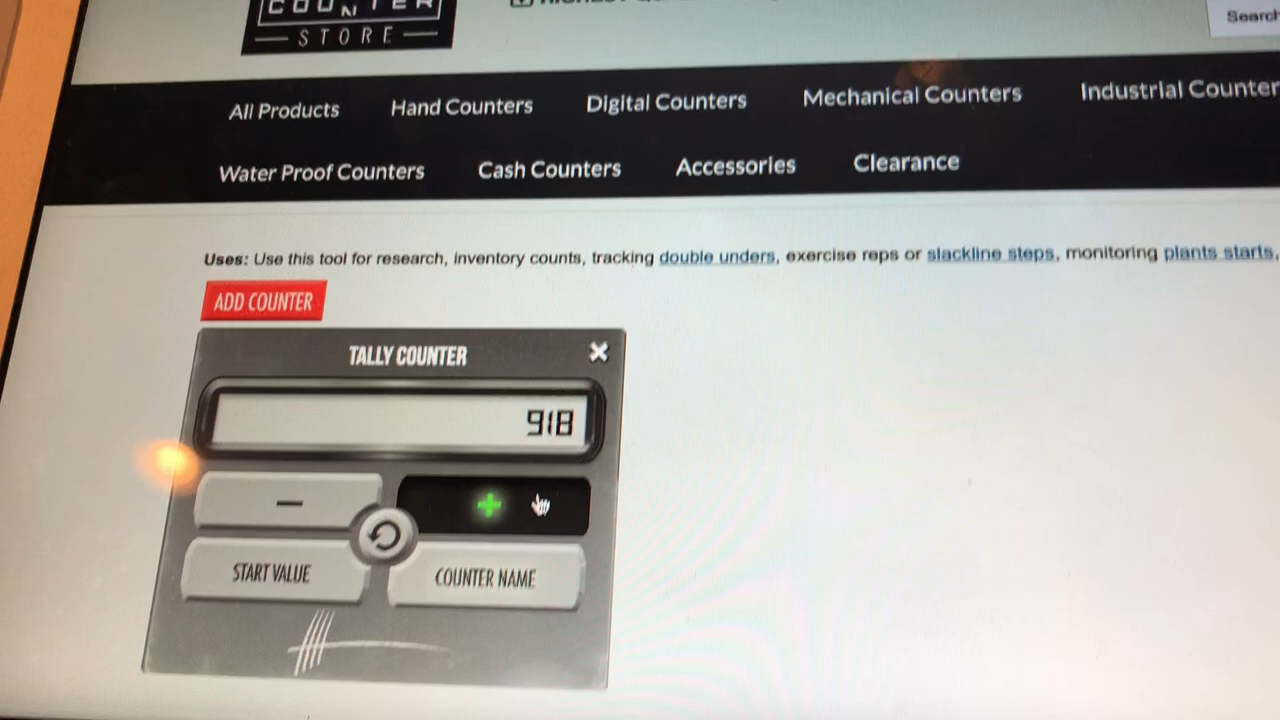 COUNTER
STORE
Search
All Products Hand Counters Digital Counters Mechanical Counters Industrial Counter
Water Proof Counters Cash Counters Accessories Clearance
Uses: Use this tool for research, inventory counts, tracking double unders, exercise reps or slackline steps, monitoring plants starts,
ADD COUNTER
TALLY COUNTER
918
START VALUE COUNTER NAME